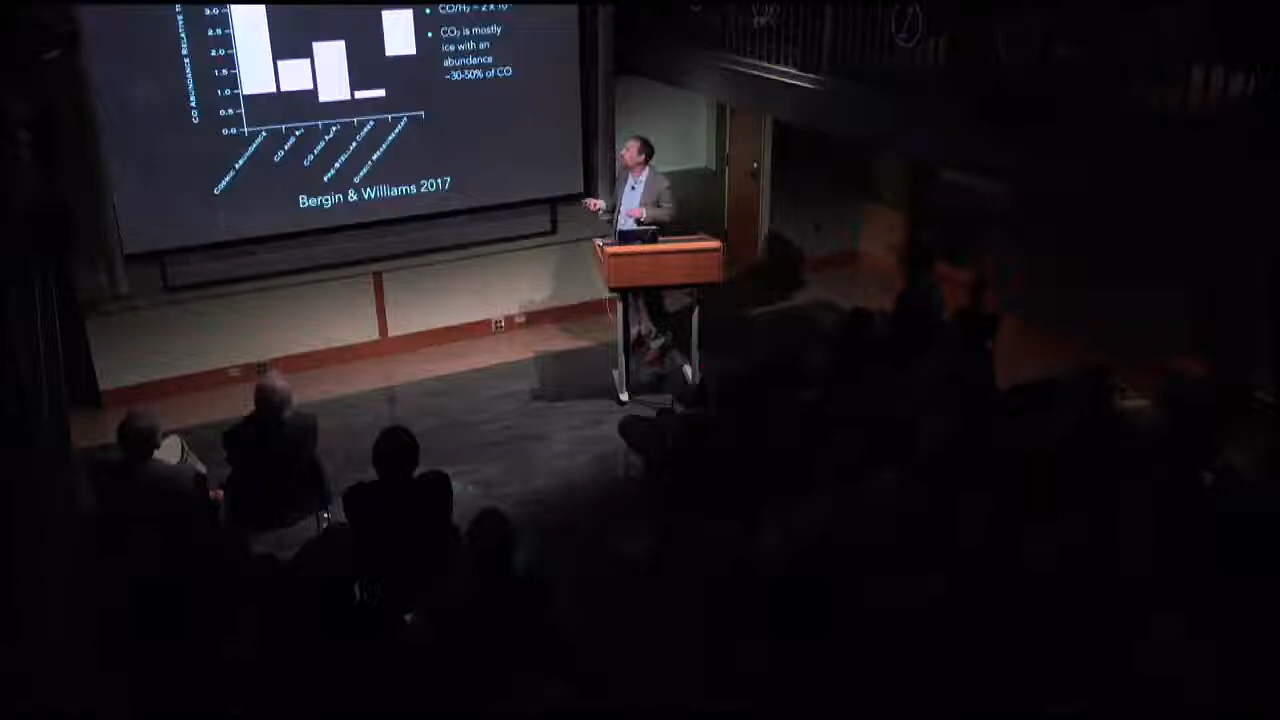 3.0
2.5
2.0
1.5
1.0
0.5
0.0
CO ABUNDANCE RELATIVE
COSMIC ABUNDANCE
CO AND
CO AND
PRE-STELLAR CORES
DIRECT MEASUREMENT
Bergin & Williams 2017
• CO/H₂ = 2 x
• CO₂ is mostly
ice with an
abundance
~30-50% of CO